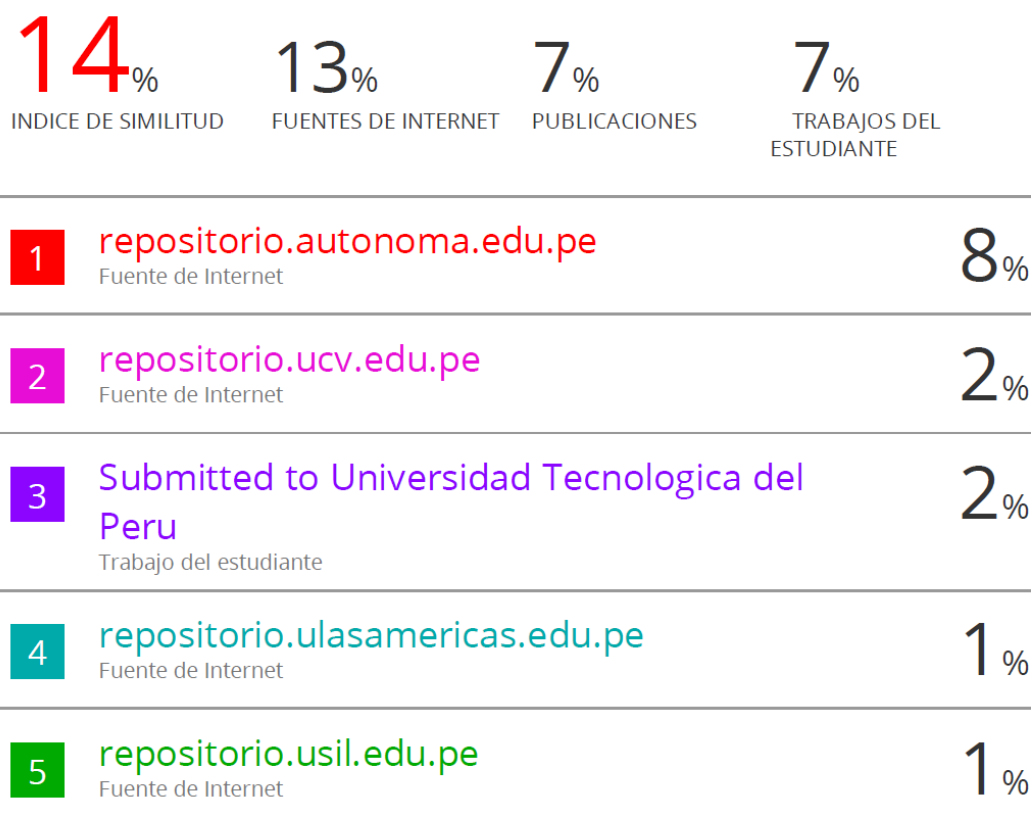 14%
INDICE DE SIMILITUD
13%
FUENTES DE INTERNET
7%
PUBLICACIONES
7%
TRABAJOS DEL
ESTUDIANTE
1
repositorio.autonoma.edu.pe
Fuente de Internet
8%
2
repositorio.ucv.edu.pe
Fuente de Internet
2%
3
Submitted to Universidad Tecnologica del
Peru
Trabajo del estudiante
2%
4
repositorio.ulasamericas.edu.pe
Fuente de Internet
1%
5
repositorio.usil.edu.pe
Fuente de Internet
1%